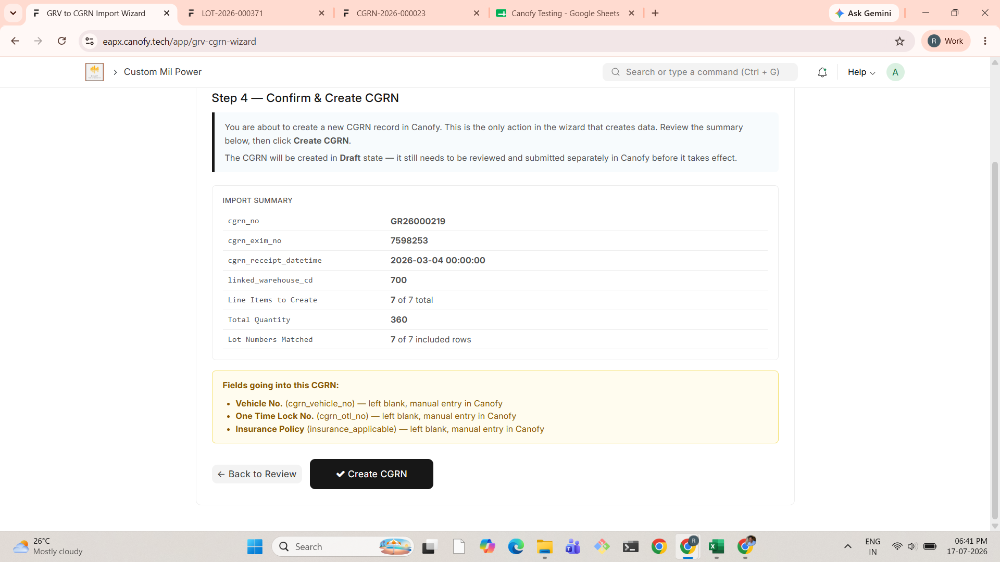 GRV to CGRN Import Wizard
LOT-2026-000371
CGRN-2026-000023
Canofy Testing - Google Sheets
Ask Gemini
eapx.canofy.tech/app/grv-cgrn-wizard
R
Work
Custom Mil Power
Search or type a command (Ctrl + G)
Help
A
Step 4 — Confirm & Create CGRN
You are about to create a new CGRN record in Canofy. This is the only action in the wizard that creates data. Review the summary
below, then click Create CGRN.
The CGRN will be created in Draft state — it still needs to be reviewed and submitted separately in Canofy before it takes effect.
IMPORT SUMMARY
cgrn_no GR26000219
cgrn_exim_no 7598253
cgrn_receipt_datetime 2026-03-04 00:00:00
linked_warehouse_cd 700
Line Items to Create 7 of 7 total
Total Quantity 360
Lot Numbers Matched 7 of 7 included rows
Fields going into this CGRN:
• Vehicle No. (cgrn_vehicle_no) — left blank, manual entry in Canofy
• One Time Lock No. (cgrn_otl_no) — left blank, manual entry in Canofy
• Insurance Policy (insurance_applicable) — left blank, manual entry in Canofy
← Back to Review
✔ Create CGRN
26°C
Mostly cloudy
Search
R
ENG
IN
06:41 PM
17-07-2026